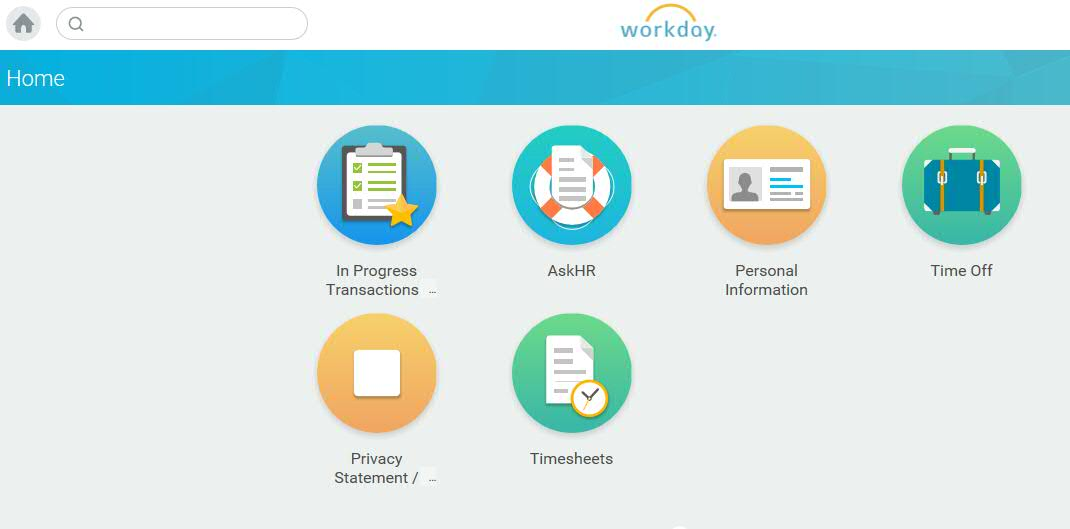 workday.
Home
In Progress
Transactions ...
AskHR
Personal
Information
Time Off
Privacy
Statement / ...
Timesheets